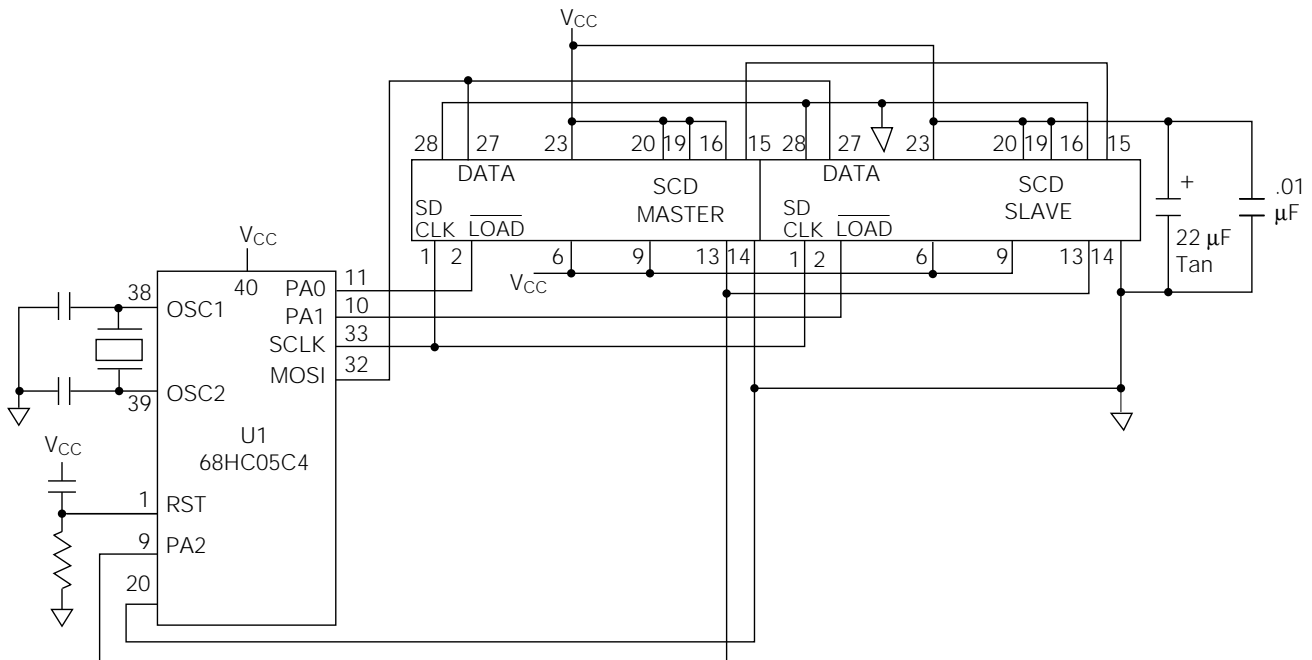 VCC
28 27 23 20 19 16 15 28 27 23 20 19 16 15
DATA SCD MASTER DATA SCD SLAVE
SD CLK LOAD SD CLK LOAD
1 2 6 9 13 14 1 2 6 9 13 14
VCC
+
22 µF
Tan
.01
µF
VCC
40
38 OSC1
39 OSC2
PA0 11
PA1 10
SCLK 33
MOSI 32
U1
68HC05C4
VCC
1 RST
9 PA2
20